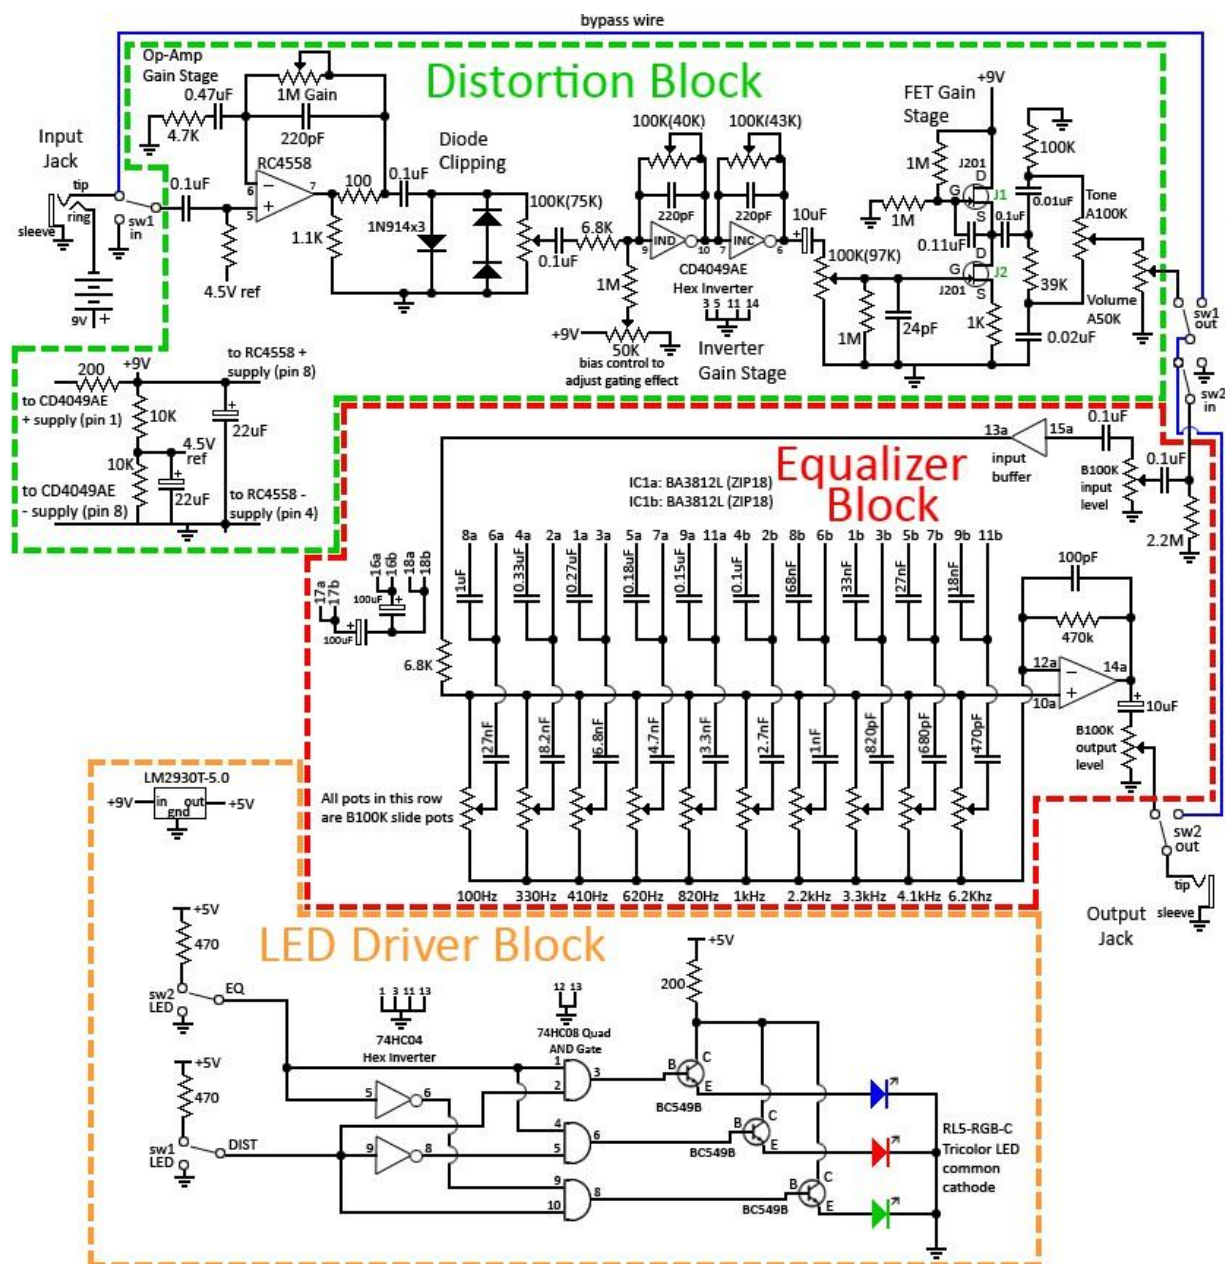 bypass wire
Distortion Block
Op-Amp
Gain Stage
0.47uF
4.7K
1M Gain
220pF
Input
Jack
tip
ring
sleeve
sw1
in
9V
+
0.1uF
RC4558
6
5
7
−
+
4.5V ref
100
1.1K
0.1uF
Diode
Clipping
1N914x3
100K(75K)
0.1uF
6.8K
1M
+9V
50K
bias control to
adjust gating effect
100K(40K)
100K(43K)
220pF
220pF
IND
INC
9
10
7
6
CD4049AE
Hex Inverter
3 5 11 14
Inverter
Gain Stage
10uF
+
100K(97K)
1M
24pF
FET Gain
Stage
+9V
1M
1M
J201
D
G
S
J1
0.11uF
0.1uF
D
G
S
J2
J201
1K
100K
0.01uF
39K
0.02uF
Tone
A100K
Volume
A50K
sw1
out
sw2
in
200
+9V
to RC4558 +
supply (pin 8)
to CD4049AE
+ supply (pin 1)
10K
22uF
+
4.5V
ref
10K
22uF
+
to CD4049AE
- supply (pin 8)
to RC4558 -
supply (pin 4)
Equalizer
Block
13a
15a
input
buffer
0.1uF
B100K
input
level
0.1uF
2.2M
IC1a: BA3812L (ZIP18)
IC1b: BA3812L (ZIP18)
17a
17b
16a
16b
18a
18b
100uF
+
100uF
+
6.8K
8a 6a 4a 2a 1a 3a 5a 7a 9a 11a 4b 2b 8b 6b 1b 3b 5b 7b 9b 11b
1uF
0.33uF
0.27uF
0.18uF
0.15uF
0.1uF
68nF
33nF
27nF
18nF
27nF
8.2nF
6.8nF
4.7nF
3.3nF
2.7nF
1nF
820pF
680pF
470pF
All pots in this row
are B100K slide pots
100Hz 330Hz 410Hz 620Hz 820Hz 1kHz 2.2kHz 3.3kHz 4.1kHz 6.2Khz
100pF
470k
12a
10a
14a
−
+
+
10uF
B100K
output
level
sw2
out
tip
sleeve
Output
Jack
LM2930T-5.0
+9V
in
out
gnd
+5V
LED Driver Block
+5V
470
sw2
LED
EQ
+5V
470
sw1
LED
DIST
1 3 11 13
74HC04
Hex Inverter
5
6
9
8
12 13
74HC08 Quad
AND Gate
1
2
3
4
5
6
9
10
8
+5V
200
B
C
E
BC549B
B
C
E
BC549B
B
C
E
BC549B
RL5-RGB-C
Tricolor LED
common
cathode